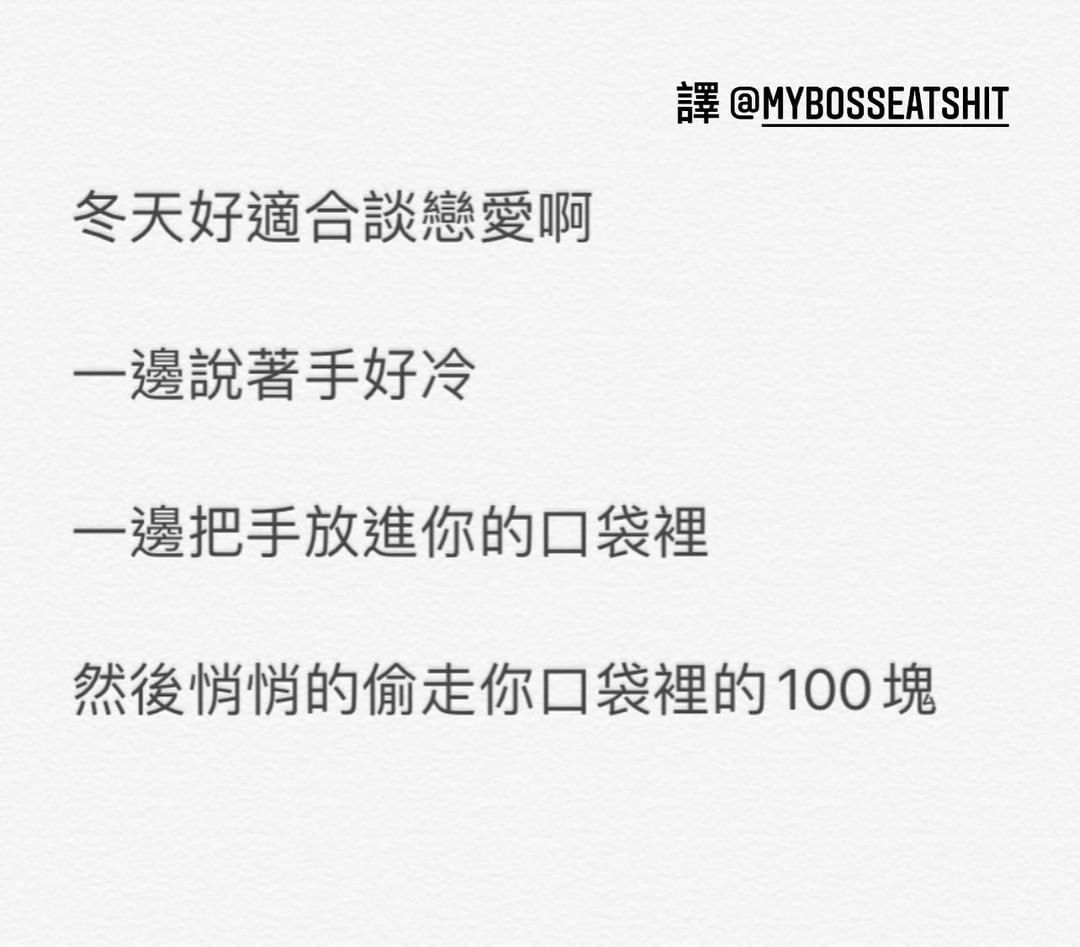 譯 @MYBOSSEATSHIT
冬天好適合談戀愛啊
一邊說著手好冷
一邊把手放進你的口袋裡
然後悄悄的偷走你口袋裡的100塊